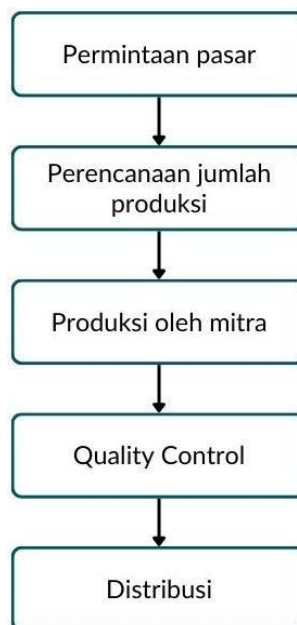 Permintaan pasar
Perencanaan jumlah
produksi
Produksi oleh mitra
Quality Control
Distribusi